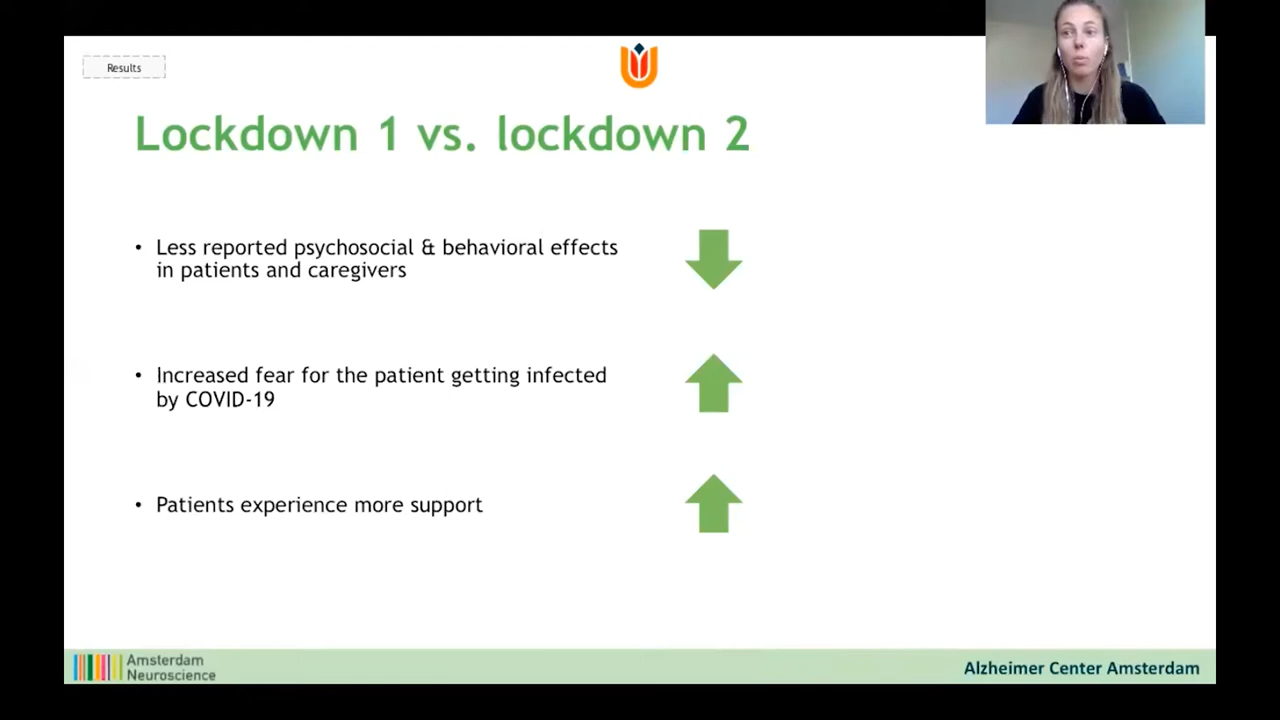 Results
Lockdown 1 vs. lockdown 2
• Less reported psychosocial & behavioral effects
in patients and caregivers
• Increased fear for the patient getting infected
by COVID-19
• Patients experience more support
Amsterdam
Neuroscience
Alzheimer Center Amsterdam